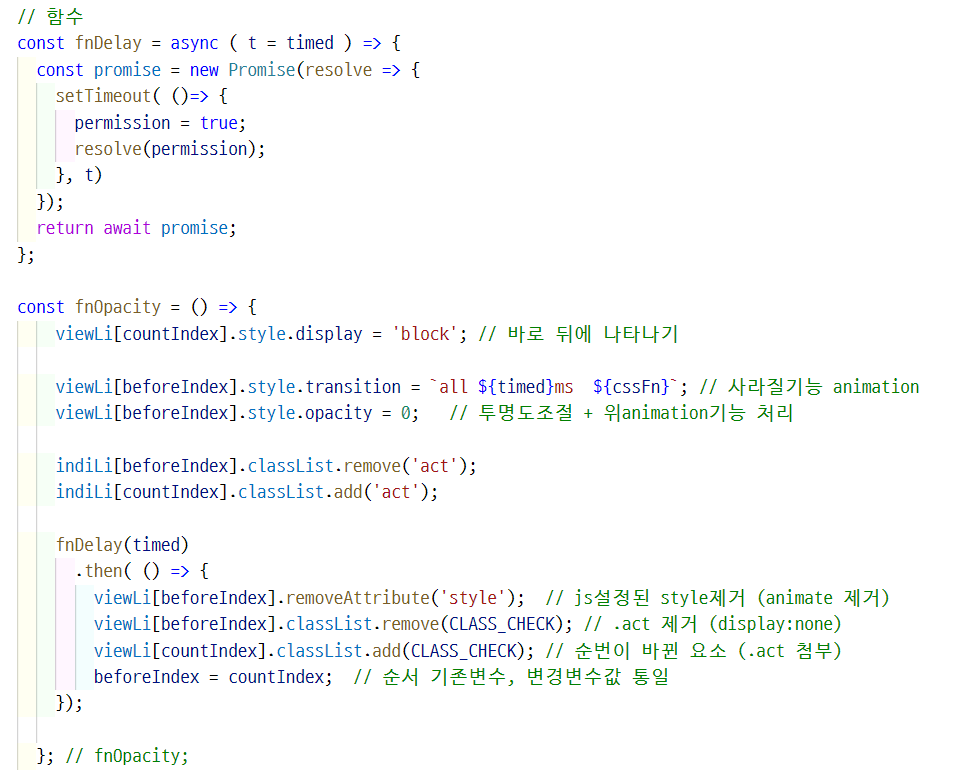 // 함수
const fnDelay = async ( t = timed ) => {
const promise = new Promise(resolve => {
setTimeout( ()=> {
permission = true;
resolve(permission);
}, t)
});
return await promise;
};
const fnOpacity = () => {
viewLi[countIndex].style.display = 'block'; // 바로 뒤에 나타나기
viewLi[beforeIndex].style.transition = `all ${timed}ms  ${cssFn}`; // 사라질기능 animation
viewLi[beforeIndex].style.opacity = 0;   // 투명도조절 + 위animation기능 처리
indiLi[beforeIndex].classList.remove('act');
indiLi[countIndex].classList.add('act');
fnDelay(timed)
.then( () => {
viewLi[beforeIndex].removeAttribute('style');  // js설정된 style제거 (animate 제거)
viewLi[beforeIndex].classList.remove(CLASS_CHECK); // .act 제거 (display:none)
viewLi[countIndex].classList.add(CLASS_CHECK); // 순번이 바뀐 요소 (.act 첨부)
beforeIndex = countIndex;  // 순서 기존변수, 변경변수값 통일
});
}; // fnOpacity;